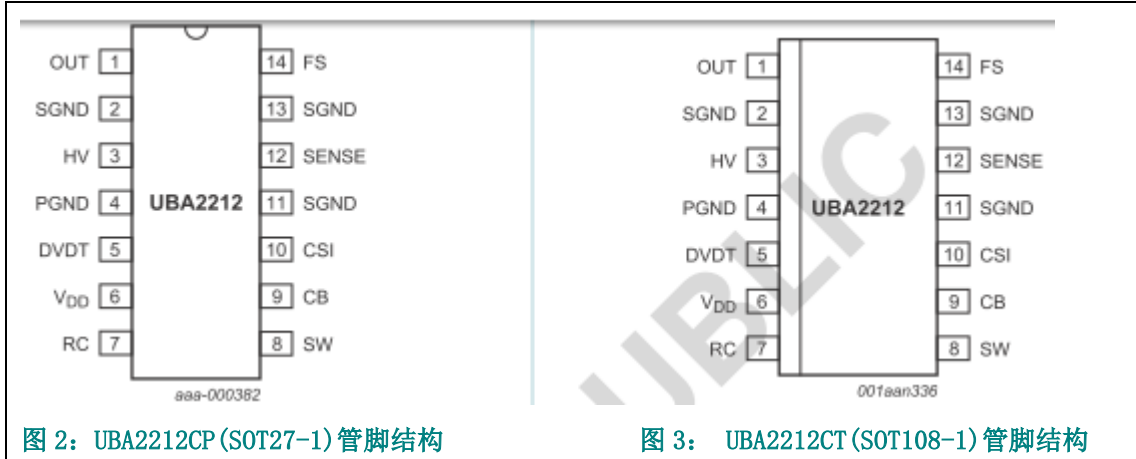 OUT 1 14 FS
SGND 2 13 SGND
HV 3 12 SENSE
PGND 4 UBA2212 11 SGND
DVDT 5 10 CSI
VDD 6 9 CB
RC 7 8 SW
aaa-000382
图 2: UBA2212CP(SOT27-1)管脚结构
OUT 1 14 FS
SGND 2 13 SGND
HV 3 12 SENSE
PGND 4 UBA2212 11 SGND
DVDT 5 10 CSI
VDD 6 9 CB
RC 7 8 SW
001aan336
UBLIC
图 3: UBA2212CT(SOT108-1)管脚结构